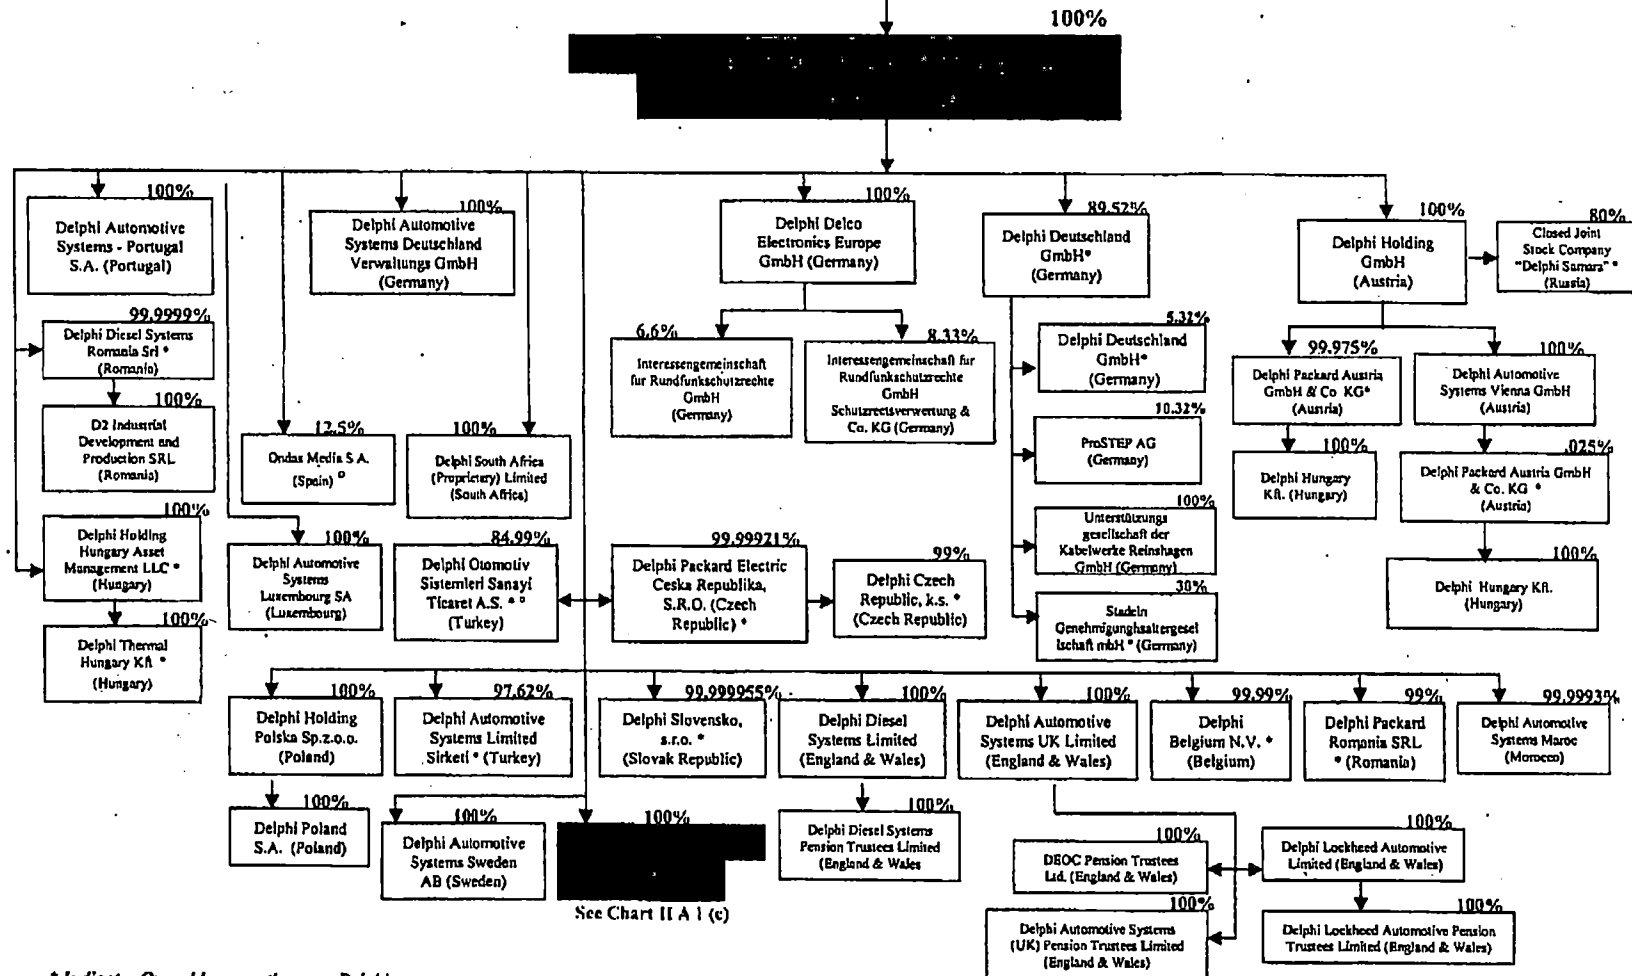 100%
100%
Delphi Automotive
Systems - Portugal
S.A. (Portugal)
100%
Delphi Automotive
Systems Deutschland
Verwaltungs GmbH
(Germany)
100%
Delphi Delco
Electronics Europe
GmbH (Germany)
89.52%
Delphi Deutschland
GmbH*
(Germany)
100%
Delphi Holding
GmbH
(Austria)
80%
Closed Joint
Stock Company
"Delphi Samara" *
(Russia)
99.9999%
Delphi Diesel Systems
Romania Srl *
(Romania)
100%
D2 Industrial
Development and
Production SRL
(Romania)
6.6%
Interessengemeinschaft
fur Rundfunkschutzrechte
GmbH
(Germany)
8.33%
Interessengemeinschaft fur
Rundfunkschutzrechte
GmbH
Schutzrectsverwertung &
Co. KG (Germany)
5.32%
Delphi Deutschland
GmbH*
(Germany)
10.32%
ProSTEP AG
(Germany)
100%
Unterstützungs
gesellschaft der
Kabelwerke Reinshagen
GmbH (Germany)
30%
Stadeln
Genehmigunghsaltergesel
lschaft mbH * (Germany)
99.975%
Delphi Packard Austria
GmbH & Co KG*
(Austria)
100%
Delphi Automotive
Systems Vienna GmbH
(Austria)
100%
Delphi Hungary
Kft. (Hungary)
.025%
Delphi Packard Austria GmbH
& Co. KG *
(Austria)
100%
Delphi Hungary Kft.
(Hungary)
12.5%
Ondas Media S A.
(Spain) □
100%
Delphi South Africa
(Proprietary) Limited
(South Africa)
100%
Delphi Holding
Hungary Asset
Management LLC *
(Hungary)
100%
Delphi Thermal
Hungary Kft *
(Hungary)
100%
Delphi Automotive
Systems
Luxembourg SA
(Luxembourg)
84.99%
Delphi Otomotiv
Sistemleri Sanayi
Ticaret A.S. * □
(Turkey)
99.99921%
Delphi Packard Electric
Ceska Republika,
S.R.O. (Czech
Republic) *
99%
Delphi Czech
Republic, k.s. *
(Czech Republic)
100%
Delphi Holding
Polska Sp.z.o.o.
(Poland)
97.62%
Delphi Automotive
Systems Limited
Sirketi * (Turkey)
99.999955%
Delphi Slovensko,
s.r.o. *
(Slovak Republic)
100%
Delphi Diesel
Systems Limited
(England & Wales)
100%
Delphi Automotive
Systems UK Limited
(England & Wales)
99.99%
Delphi
Belgium N.V. *
(Belgium)
99%
Delphi Packard
Romania SRL
* (Romania)
99.9993%
Delphi Automotive
Systems Maroc
(Morocco)
100%
Delphi Poland
S.A. (Poland)
100%
Delphi Automotive
Systems Sweden
AB (Sweden)
100%
See Chart II A 1 (c)
100%
Delphi Diesel Systems
Pension Trustees Limited
(England & Wales
100%
DEOC Pension Trustees
Ltd. (England & Wales)
100%
Delphi Lockheed Automotive
Limited (England & Wales)
100%
Delphi Automotive Systems
(UK) Pension Trustees Limited
(England & Wales)
100%
Delphi Lockheed Automotive Pension
Trustees Limited (England & Wales)